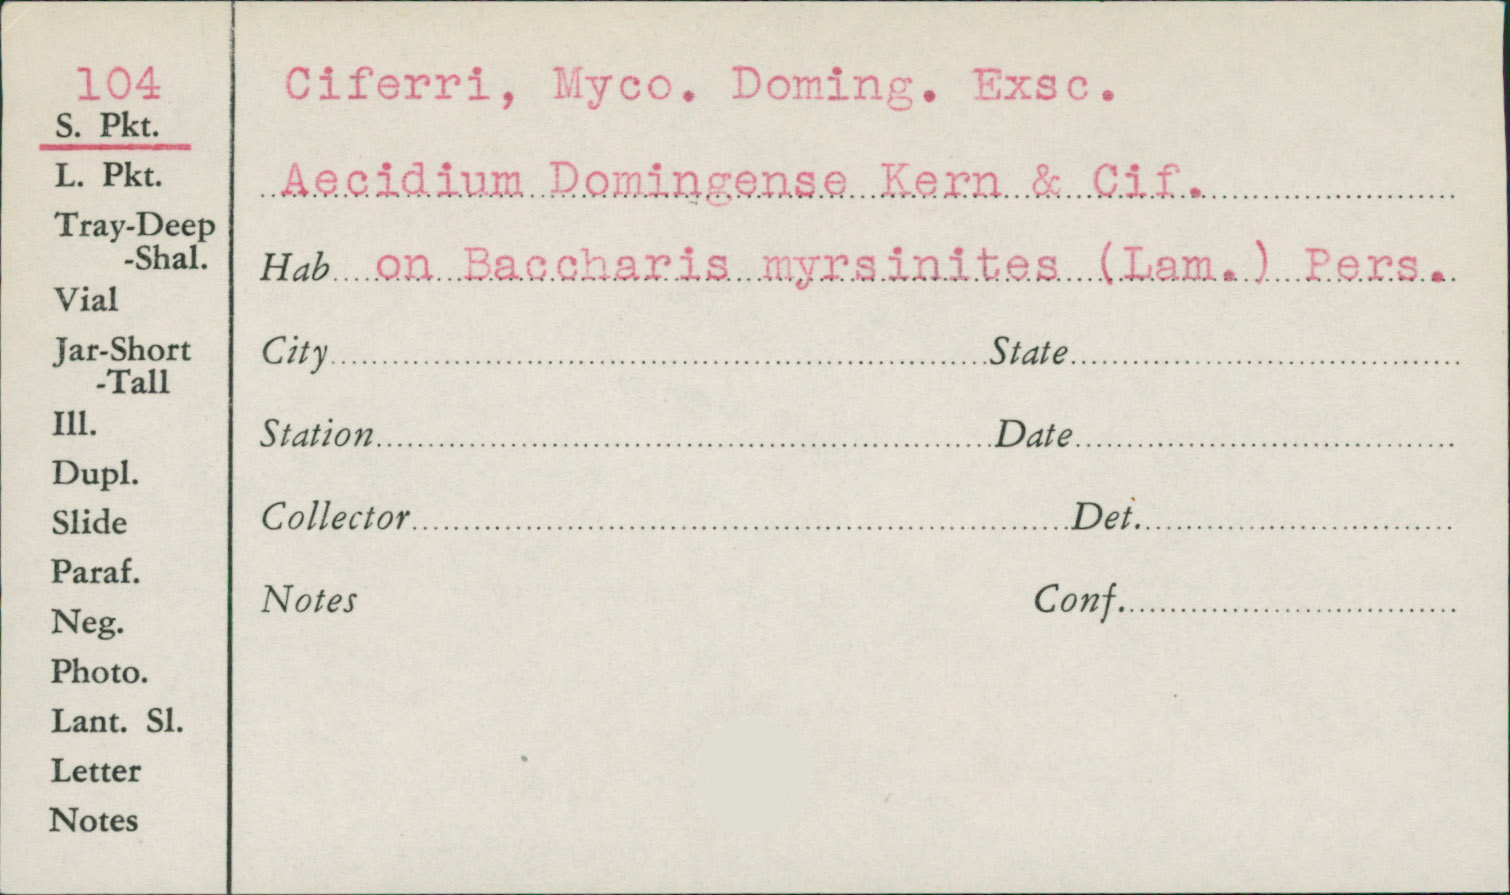 104
S. Pkt.
L. Pkt.
Tray-Deep
-Shal.
Vial
Jar-Short
-Tall
Ill.
Dupl.
Slide
Paraf.
Neg.
Photo.
Lant. Sl.
Letter
Notes
Ciferri, Myco. Doming. Exsc.
Aecidium Domingense Kern & Cif.
Hab on Baccharis myrsinites (Lam.) Pers.
City State
Station Date
Collector Det.
Notes Conf.